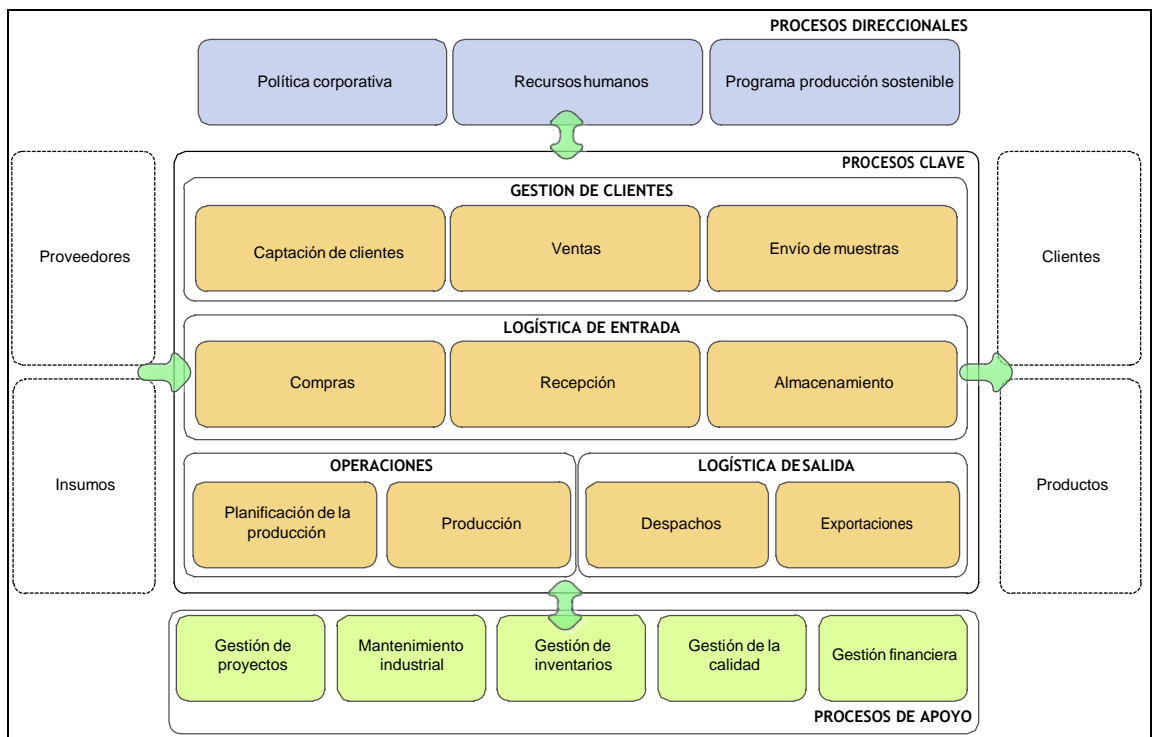 PROCESOS DIRECCIONALES
Política corporativa
Recursos humanos
Programa producción sostenible
PROCESOS CLAVE
GESTION DE CLIENTES
Captación de clientes
Ventas
Envío de muestras
Proveedores
Clientes
LOGÍSTICA DE ENTRADA
Compras
Recepción
Almacenamiento
Insumos
Productos
OPERACIONES
Planificación de la
producción
Producción
LOGÍSTICA DE SALIDA
Despachos
Exportaciones
Gestión de
proyectos
Mantenimiento
industrial
Gestión de
inventarios
Gestión de la
calidad
Gestión financiera
PROCESOS DE APOYO